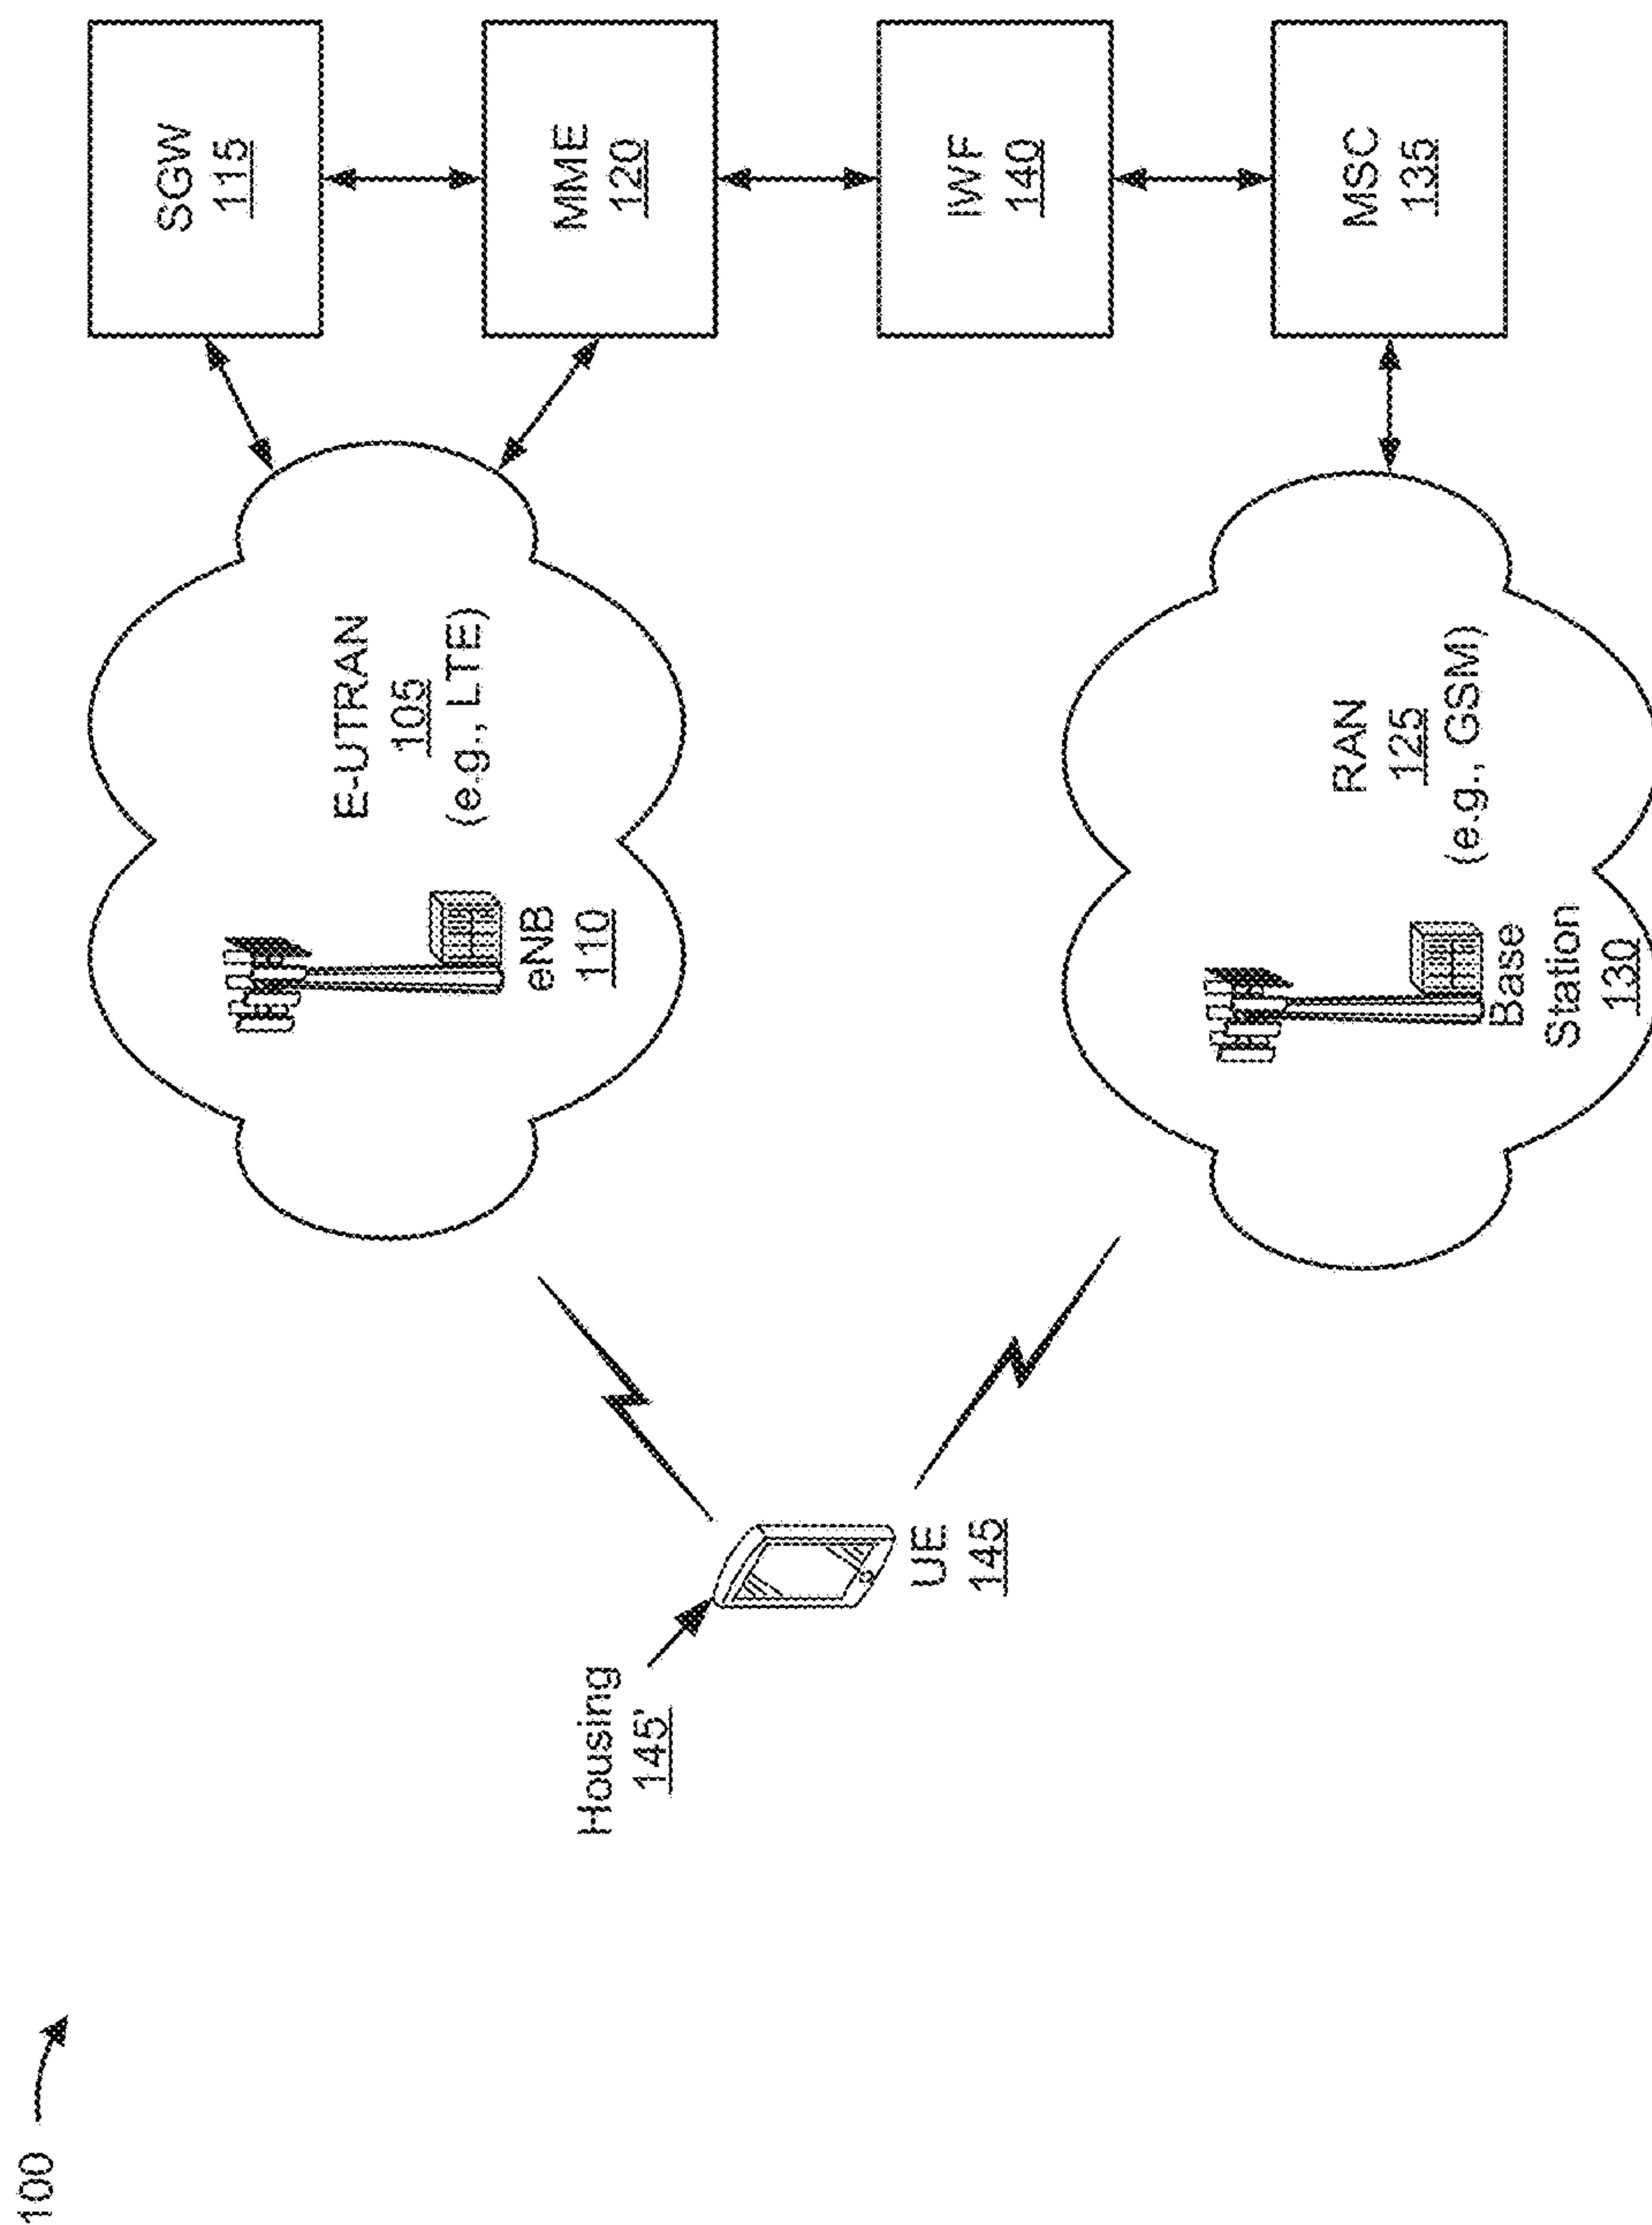 100
Housing
145'
UE
145
eNB
110
E-UTRAN
105
(e.g., LTE)
Base
Station
130
RAN
125
(e.g., GSM)
SGW
115
MME
120
IWF
140
MSC
135